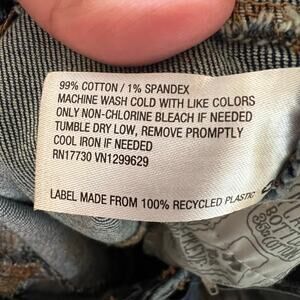 99% COTTON / 1% SPANDEX
MACHINE WASH COLD WITH LIKE COLORS
ONLY NON-CHLORINE BLEACH IF NEEDED
TUMBLE DRY LOW, REMOVE PROMPTLY
COOL IRON IF NEEDED
RN17730 VN1299629
LABEL MADE FROM 100% RECYCLED PLASTIC